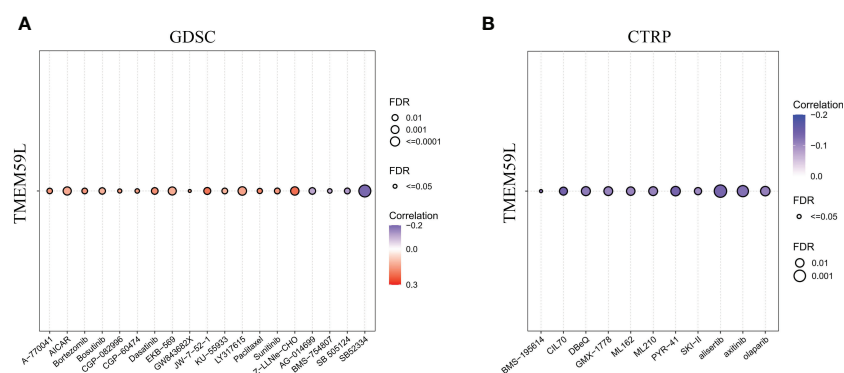 A
GDSC
TMEM59L
A-770041
AICAR
Bortezomib
Bosutinib
CGP-082996
CGP-60474
Dasatinib
EKB-569
GW843682X
JW-7-52-1
KU-55933
LY317615
Paclitaxel
Sunitinib
Z-LLNle-CHO
AG-014699
BMS-754807
SB 505124
SB52334
FDR
0.01
0.001
<=0.0001
FDR
<=0.05
Correlation
-0.2
0.0
0.3
B
CTRP
TMEM59L
BMS-195614
CIL70
DBeQ
GMX-1778
ML162
ML210
PYR-41
SKI-II
alisertib
axitinib
olaparib
Correlation
-0.2
-0.1
0.0
FDR
<=0.05
FDR
0.01
0.001